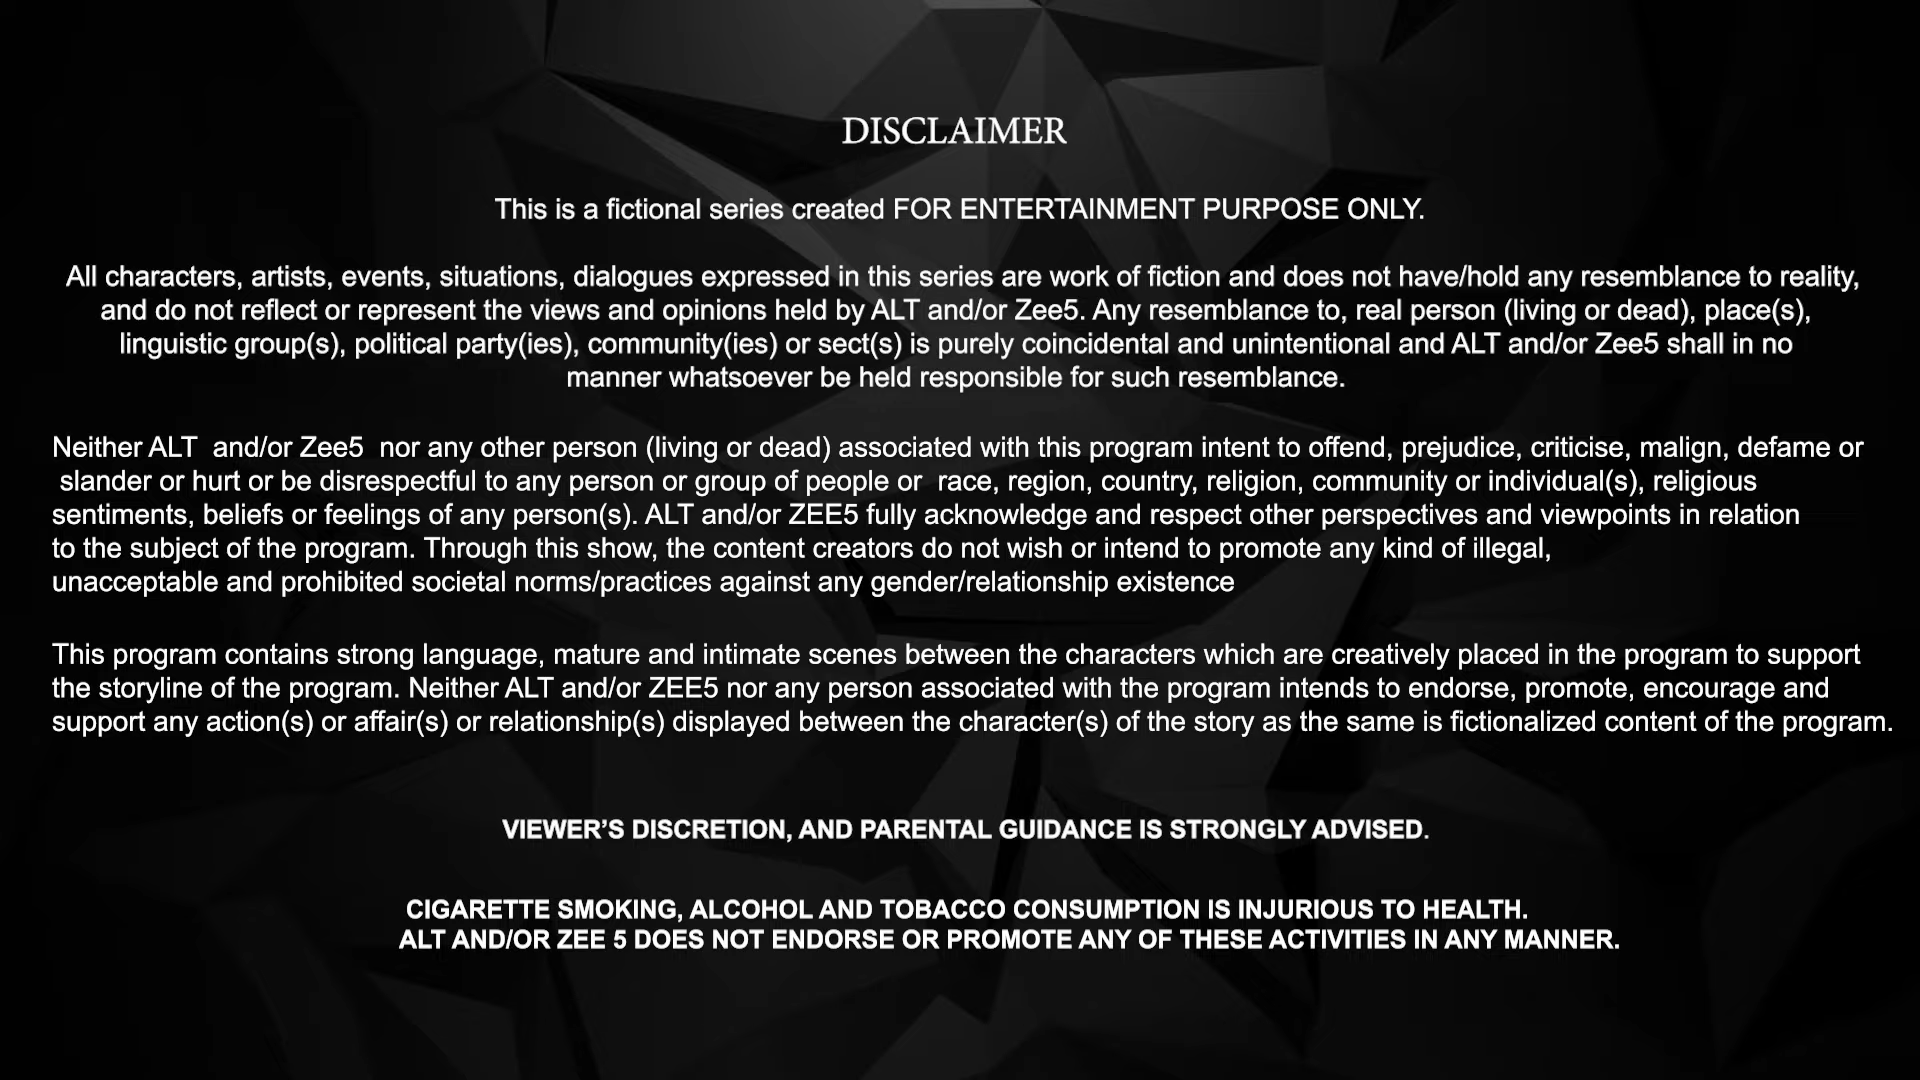 DISCLAIMER
This is a fictional series created FOR ENTERTAINMENT PURPOSE ONLY.
All characters, artists, events, situations, dialogues expressed in this series are work of fiction and does not have/hold any resemblance to reality,
and do not reflect or represent the views and opinions held by ALT and/or Zee5. Any resemblance to, real person (living or dead), place(s),
linguistic group(s), political party(ies), community(ies) or sect(s) is purely coincidental and unintentional and ALT and/or Zee5 shall in no
manner whatsoever be held responsible for such resemblance.
Neither ALT and/or Zee5 nor any other person (living or dead) associated with this program intent to offend, prejudice, criticise, malign, defame or
slander or hurt or be disrespectful to any person or group of people or race, region, country, religion, community or individual(s), religious
sentiments, beliefs or feelings of any person(s). ALT and/or ZEE5 fully acknowledge and respect other perspectives and viewpoints in relation
to the subject of the program. Through this show, the content creators do not wish or intend to promote any kind of illegal,
unacceptable and prohibited societal norms/practices against any gender/relationship existence
This program contains strong language, mature and intimate scenes between the characters which are creatively placed in the program to support
the storyline of the program. Neither ALT and/or ZEE5 nor any person associated with the program intends to endorse, promote, encourage and
support any action(s) or affair(s) or relationship(s) displayed between the character(s) of the story as the same is fictionalized content of the program.
VIEWER'S DISCRETION, AND PARENTAL GUIDANCE IS STRONGLY ADVISED.
CIGARETTE SMOKING, ALCOHOL AND TOBACCO CONSUMPTION IS INJURIOUS TO HEALTH.
ALT AND/OR ZEE 5 DOES NOT ENDORSE OR PROMOTE ANY OF THESE ACTIVITIES IN ANY MANNER.